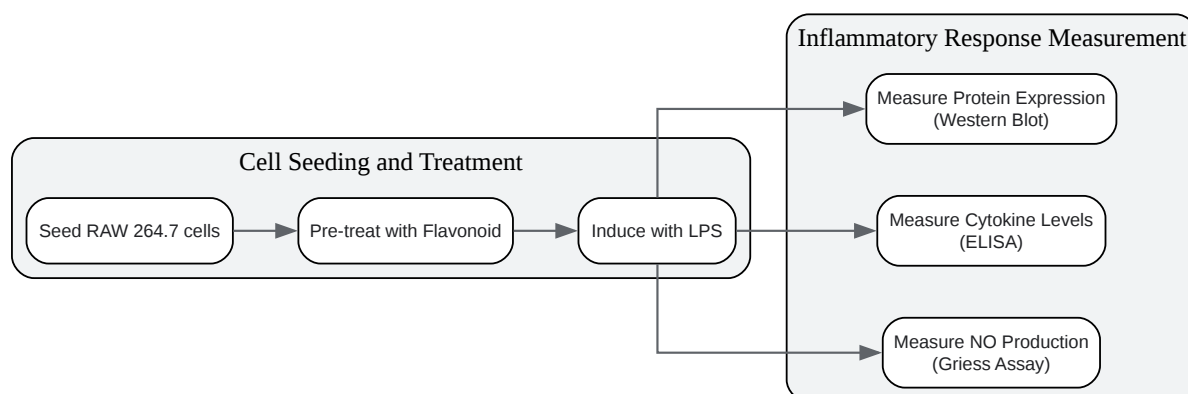 Inflammatory Response Measurement
Measure Protein Expression
(Western Blot)
Cell Seeding and Treatment
Seed RAW 264.7 cells
Pre-treat with Flavonoid
Induce with LPS
Measure Cytokine Levels
(ELISA)
Measure NO Production
(Griess Assay)